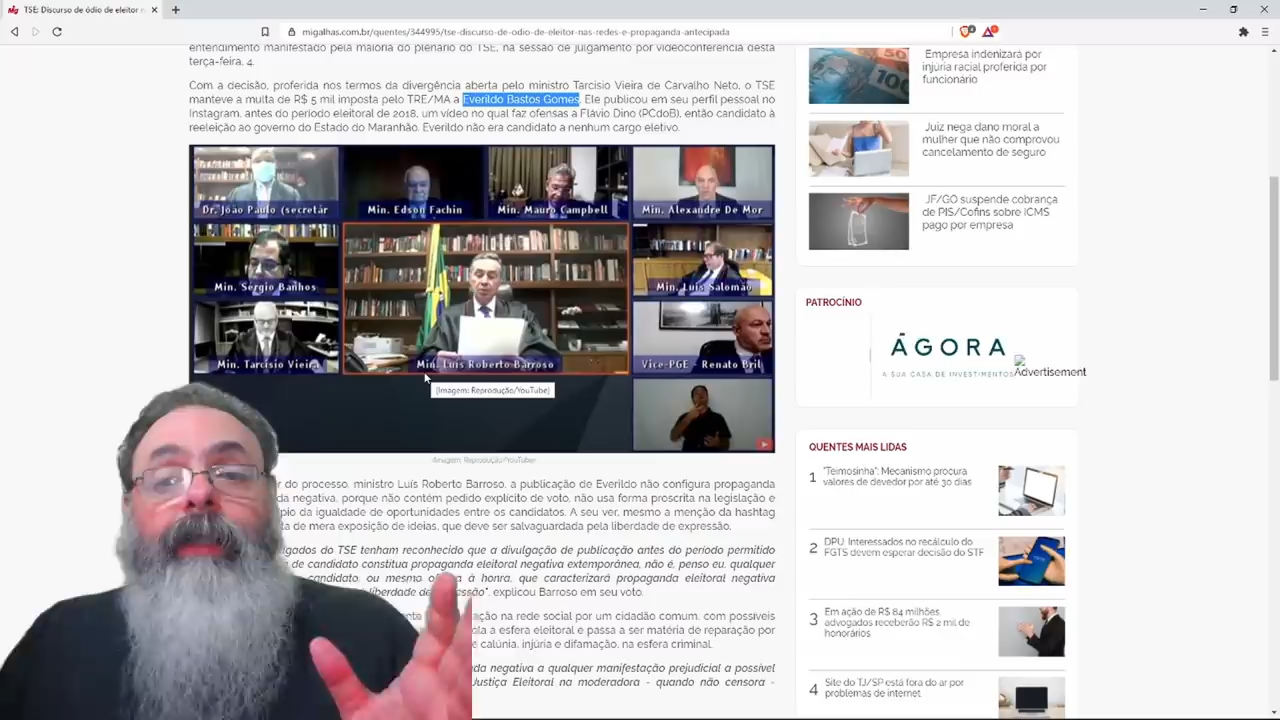 TSE: Discurso de ódio de eleitor n
migalhas.com.br/quentes/344995/tse-discurso-de-odio-de-eleitor-nas-redes-e-propaganda-antecipada
entendimento manifestado pela maioria do plenário do TSE, na sessão de julgamento por videoconferência desta
terça-feira, 4.
Com a decisão, proferida nos termos da divergência aberta pelo ministro Tarcisio Vieira de Carvalho Neto, o TSE
manteve a multa de R$ 5 mil imposta pelo TRE/MA a Everildo Bastos Gomes. Ele publicou em seu perfil pessoal no
Instagram, antes do período eleitoral de 2018, um vídeo no qual faz ofensas a Flávio Dino (PCdoB), então candidato à
reeleição ao governo do Estado do Maranhão. Everildo não era candidato a nenhum cargo eletivo.
Dr. João Paulo (secretár
Min. Edson Fachin
Min. Mauro Campbell
Min. Alexandre De Mor
Min. Sergio Banhos
Min. Luis Salomão
Min. Tarcisio Vieira
Min. Luis Roberto Barroso
Vice-PGE - Renato Bril
[Imagem: Reprodução/YouTube]
(Imagem: Reprodução/YouTube)
r do processo, ministro Luís Roberto Barroso, a publicação de Everildo não configura propaganda
da negativa, porque não contém pedido explícito de voto, não usa forma proscrita na legislação e
pio da igualdade de oportunidades entre os candidatos. A seu ver, mesmo a menção da hashtag
ta de mera exposição de ideias, que deve ser salvaguardada pela liberdade de expressão.
lgados do TSE tenham reconhecido que a divulgação de publicação antes do período permitido
de candidato constitua propaganda eleitoral negativa extemporânea, não é, penso eu, qualquer
candidato, ou mesmo à honra, que caracterizará propaganda eleitoral negativa
liberdade de", explicou Barroso em seu voto.
ação na rede social por um cidadão comum, com possíveis
la a esfera eleitoral e passa a ser matéria de reparação por
calúnia, injúria e difamação, na esfera criminal.
da negativa a qualquer manifestação prejudicial a possível
Justiça Eleitoral na moderadora - quando não censora -
Empresa indenizará por
injúria racial proferida por
funcionário
Juiz nega dano moral a
mulher que não comprovou
cancelamento de seguro
JF/GO suspende cobrança
de PIS/Cofins sobre ICMS
pago por empresa
PATROCÍNIO
ÁGORA
A SUA CASA DE INVESTIMENTOS
Advertisement
QUENTES MAIS LIDAS
1 "Teimosinha": Mecanismo procura
valores de devedor por até 30 dias
2 DPU: Interessados no recálculo do
FGTS devem esperar decisão do STF
3 Em ação de R$ 84 milhões,
advogados receberão R$ 2 mil de
honorários
4 Site do TJ/SP está fora do ar por
problemas de internet